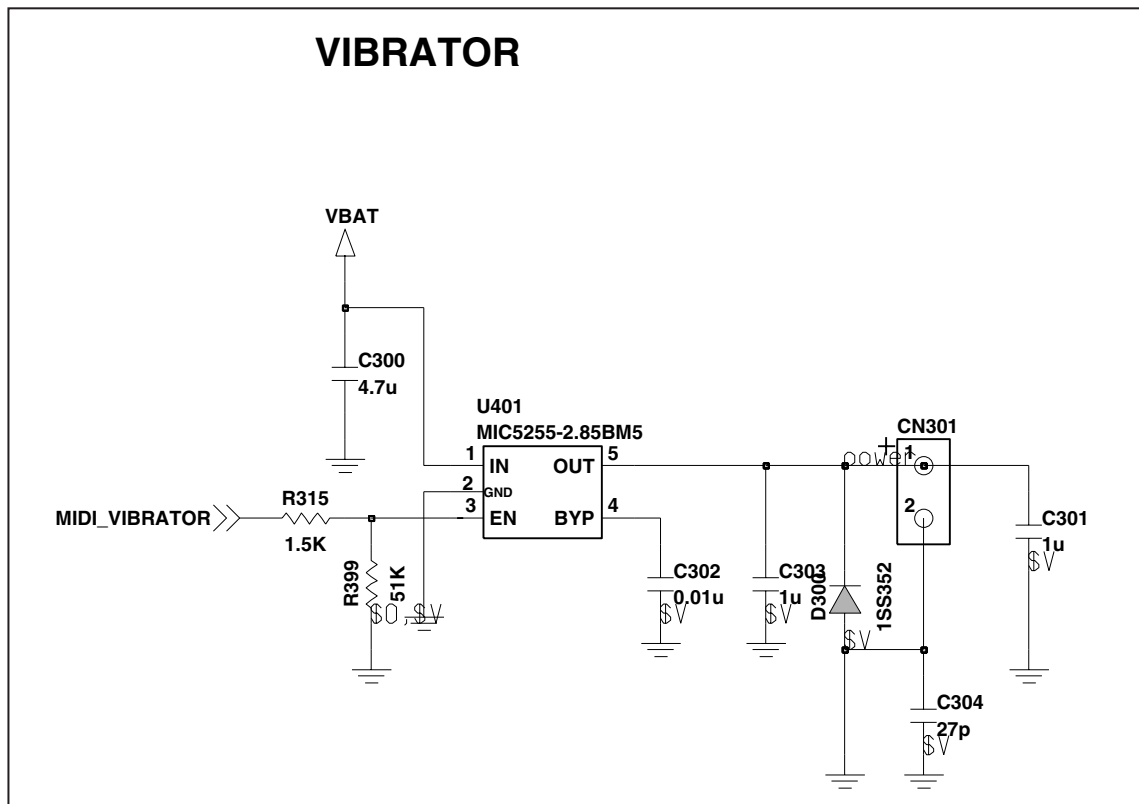 VIBRATOR
VBAT
C300
4.7u
U401
MIC5255-2.85BM5
1 IN OUT 5
2 GND
3 EN BYP 4
MIDI_VIBRATOR
R315
1.5K
R399
51K
$0,$V
C302
0.01u
$V
C303
1u
$V
D300
1SS352
$V
CN301
+
power
1
2
C301
1u
$V
C304
27p
$V